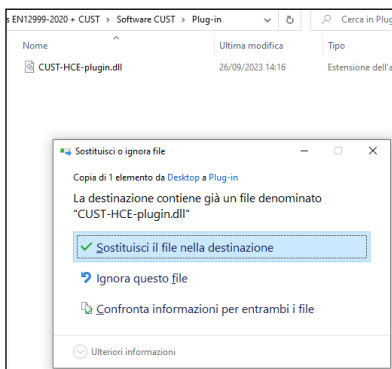 s EN12999-2020 + CUST > Software CUST > Plug-in
Cerca in Plug
Nome Ultima modifica Tipo
CUST-HCE-plugin.dll 26/09/2023 14:16 Estensione dell'a
Sostituisci o ignora file
Copia di 1 elemento da Desktop a Plug-in
La destinazione contiene già un file denominato
"CUST-HCE-plugin.dll"
Sostituisci il file nella destinazione
Ignora questo file
Confronta informazioni per entrambi i file
Ulteriori informazioni